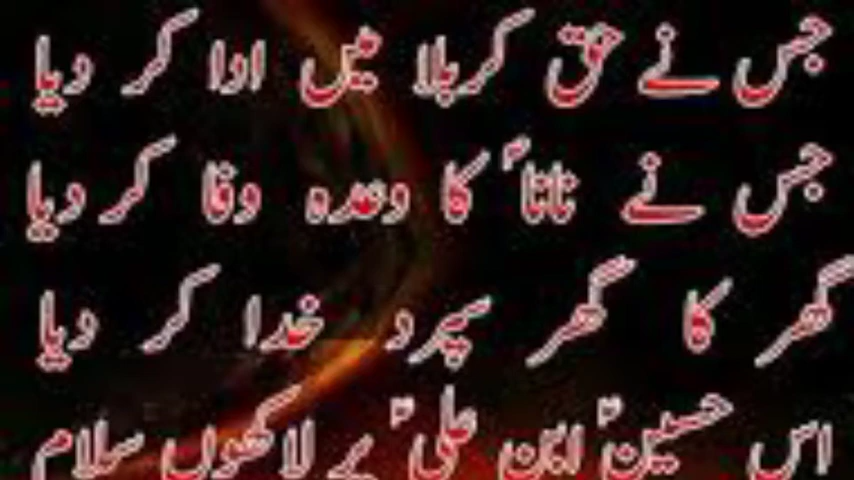 جس نے حق کربلا میں ادا کر دیا
جس نے ناناؐ کا وعدہ وفا کر دیا
گھر کا گھر سپرد خدا کر دیا
اس حسینؑ ابن علیؑ پر لاکھوں سلام